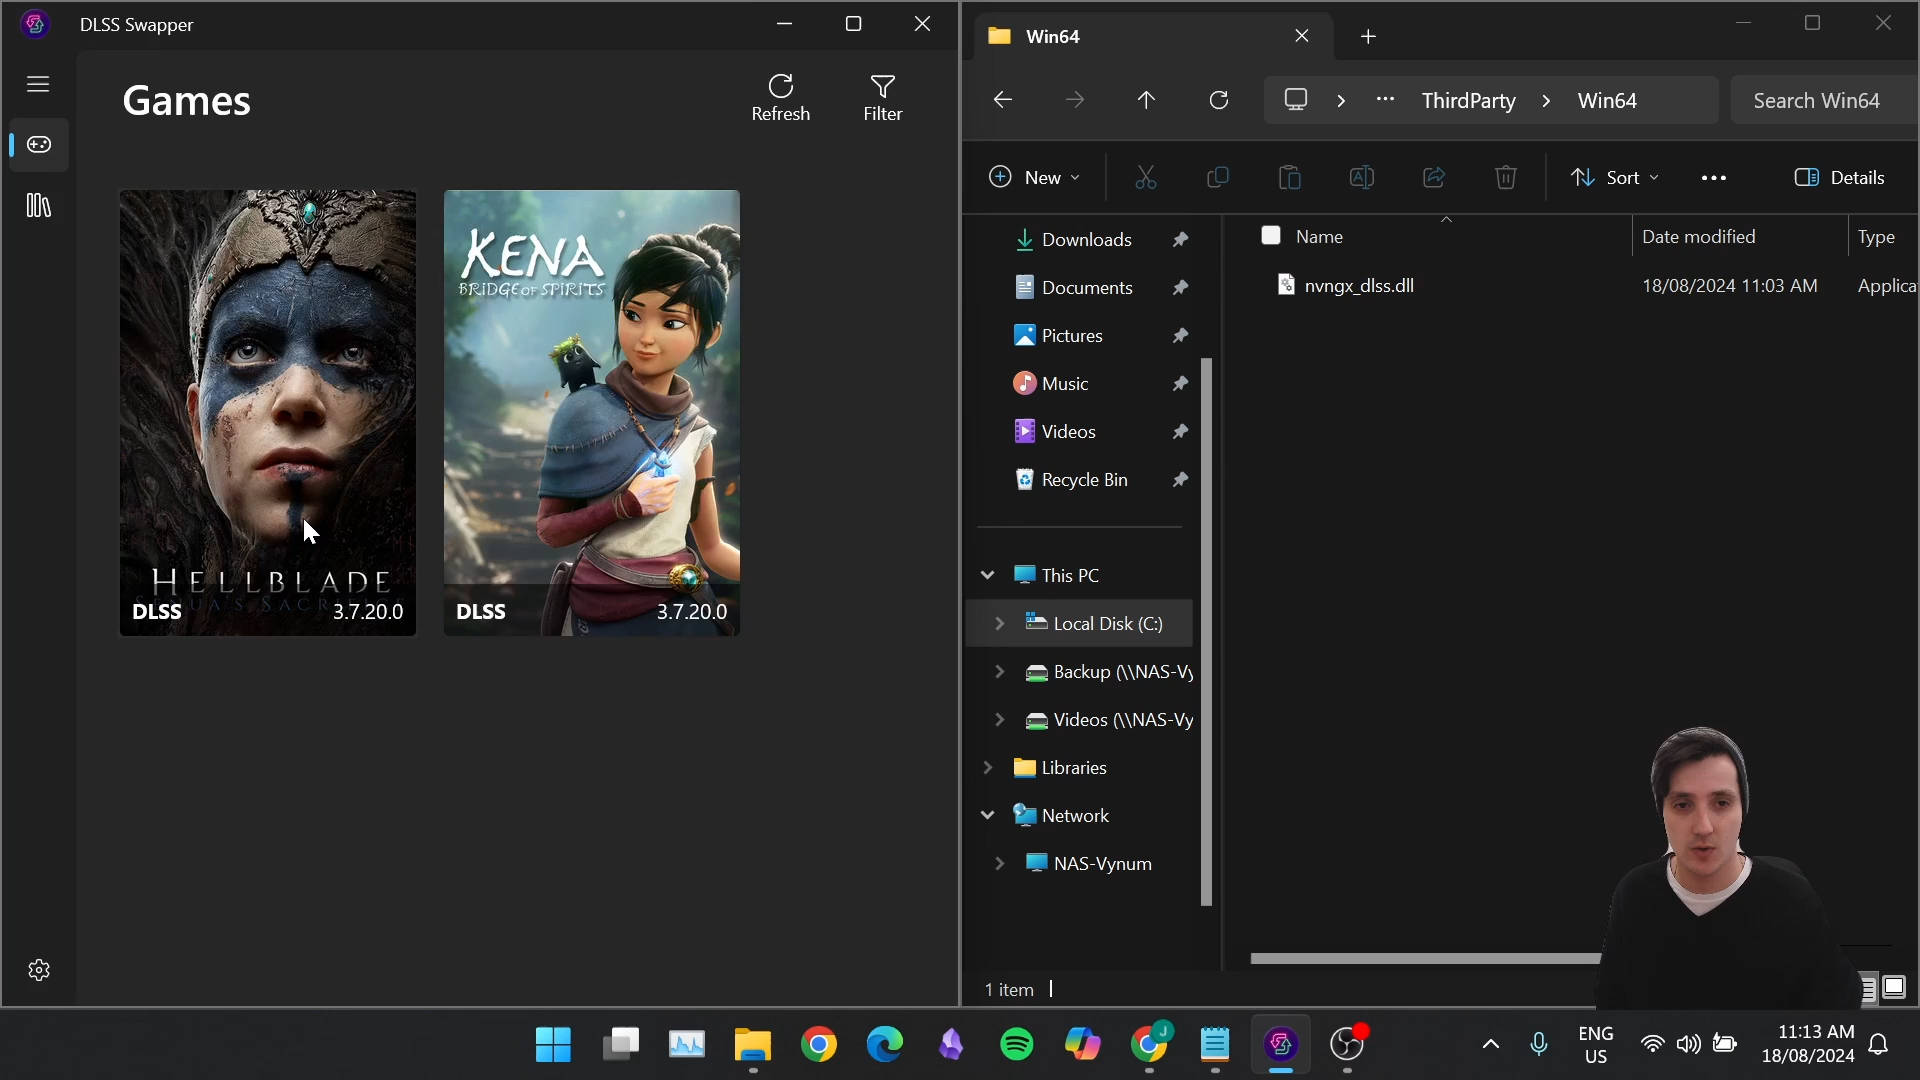 DLSS Swapper
Games
Refresh
Filter
KENA
BRIDGE OF SPIRITS
HELLBLADE
SENUA'S SACRIFICE
DLSS 3.7.20.0
DLSS 3.7.20.0
Win64
ThirdParty > Win64
Search Win64
New
Sort
Details
Downloads
Documents
Pictures
Music
Videos
Recycle Bin
This PC
Local Disk (C:)
Backup (\\NAS-Vy
Videos (\\NAS-Vy
Libraries
Network
NAS-Vynum
Name Date modified Type
nvngx_dlss.dll 18/08/2024 11:03 AM Applica
1 item
J
ENG
US
11:13 AM
18/08/2024